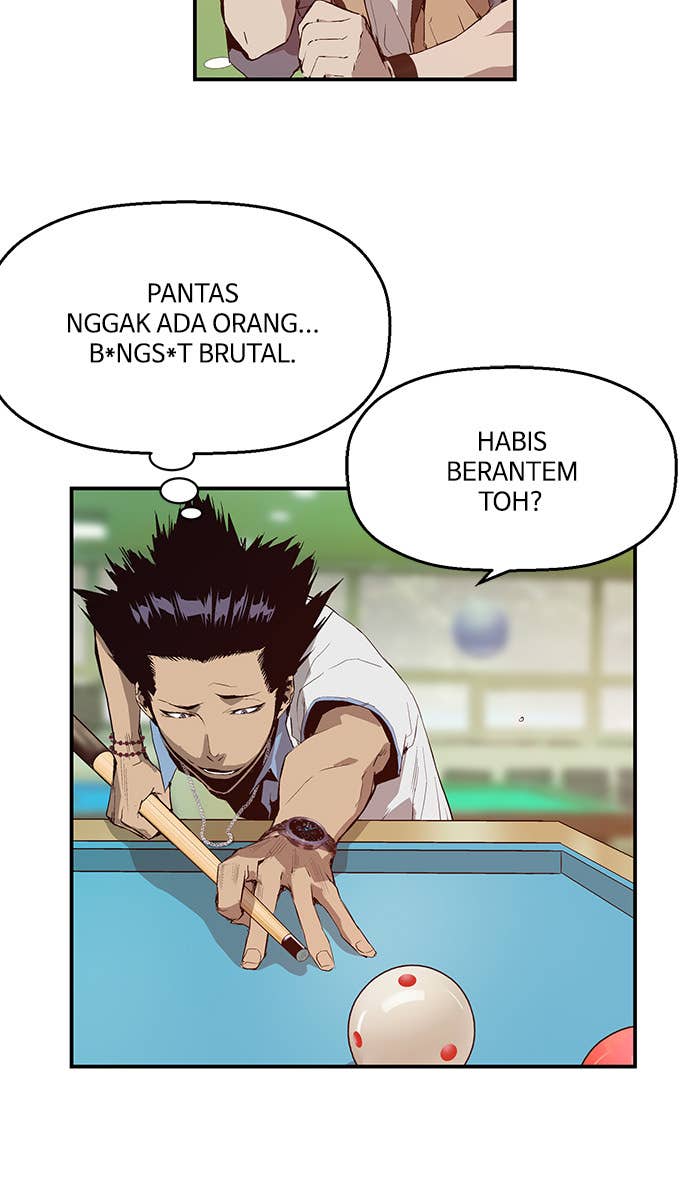 PANTAS
NGGAK ADA ORANG...
B*NGS*T BRUTAL.
HABIS
BERANTEM
TOH?